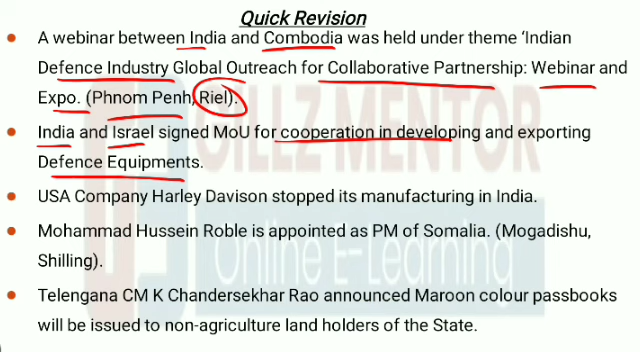 Quick Revision
• A webinar between India and Combodia was held under theme ‘Indian
Defence Industry Global Outreach for Collaborative Partnership: Webinar and
Expo. (Phnom Penh, Riel).
• India and Israel signed MoU for cooperation in developing and exporting
Defence Equipments.
• USA Company Harley Davison stopped its manufacturing in India.
• Mohammad Hussein Roble is appointed as PM of Somalia. (Mogadishu,
Shilling).
• Telengana CM K Chandersekhar Rao announced Maroon colour passbooks
will be issued to non-agriculture land holders of the State.
SKILLZ MENTOR
Online E-Learning